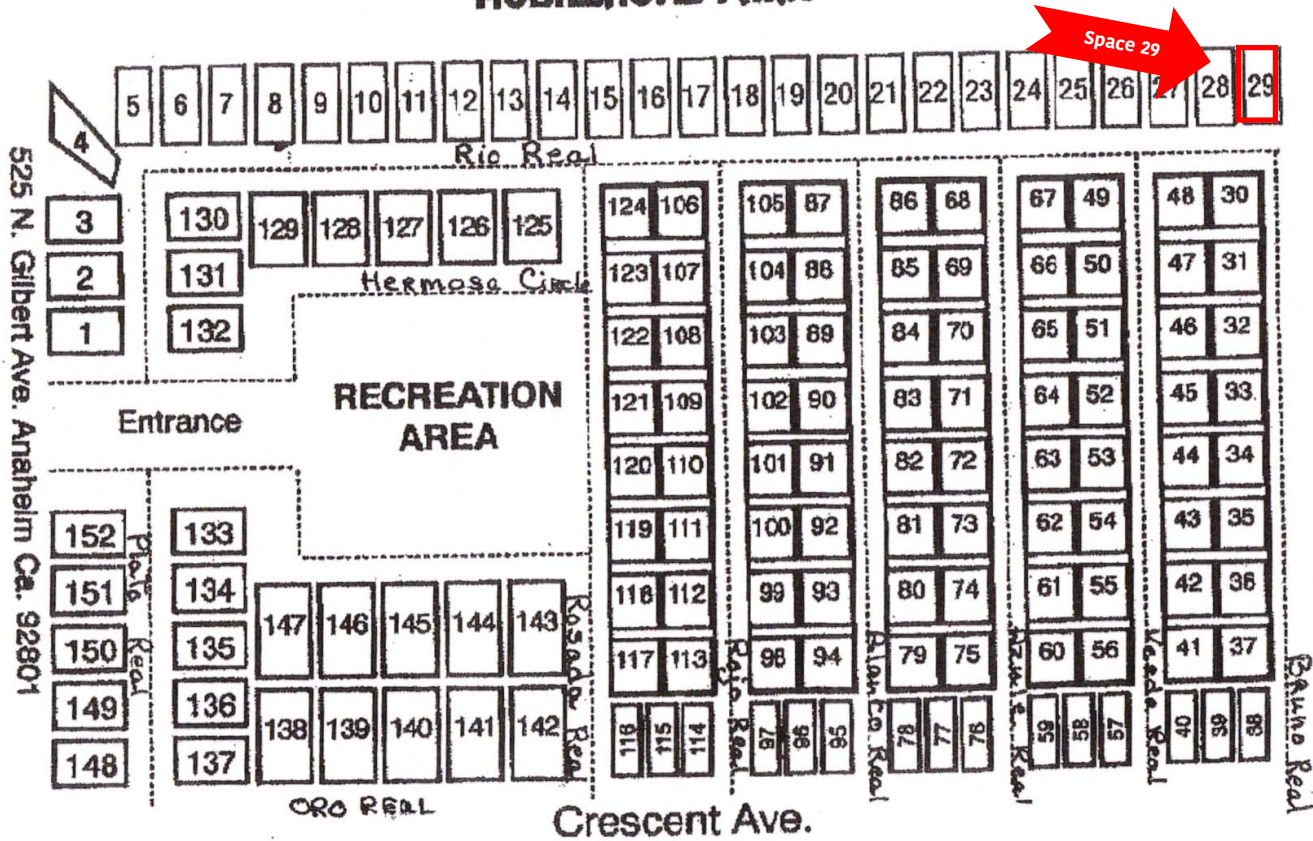 Space 29
5 6 7 8 9 10 11 12 13 14 15 16 17 18 19 20 21 22 23 24 25 26 27 28 29
4
Rio Real
3 130 129 128 127 126 125 124 106 105 87 86 68 67 49 48 30
2 131 123 107 104 88 85 69 66 50 47 31
Hermosa Circle
1 132 122 108 103 89 84 70 65 51 46 32
RECREATION
AREA
Entrance
121 109 102 90 83 71 64 52 45 33
120 110 101 91 82 72 63 53 44 34
152 133 119 111 100 92 81 73 62 54 43 35
151 134 118 112 99 93 80 74 61 55 42 36
147 146 145 144 143
150 135 117 113 98 94 79 75 60 56 41 37
149 136
138 139 140 141 142 116 115 114 97 96 95 78 77 76 59 58 57 40 39 38
148 137
525 N. Gilbert Ave. Anaheim Ca. 92801
Plata Real
Rosado Real
Rojo Real
Blanco Real
Azule Real
Verde Real
Bruno Real
ORO REAL
Crescent Ave.